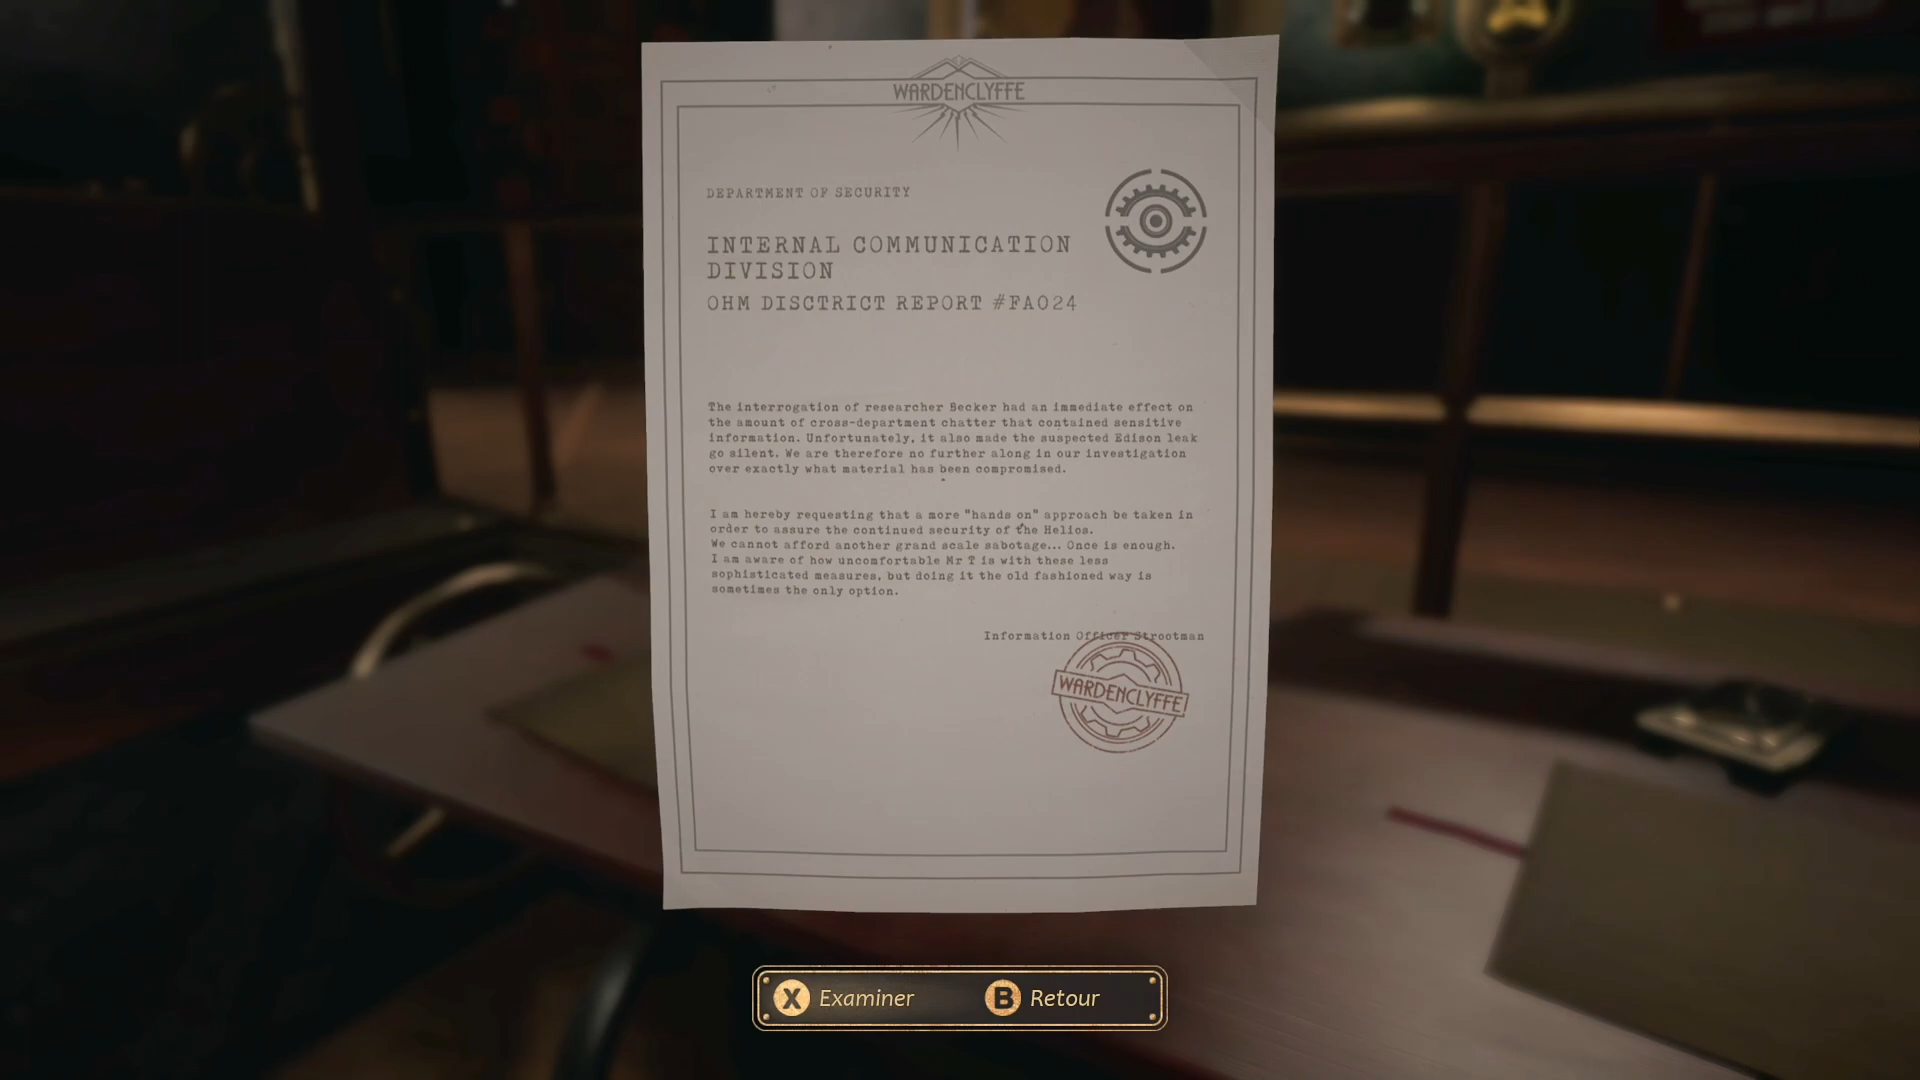 WARDENCLYFFE
DEPARTMENT OF SECURITY
INTERNAL COMMUNICATION
DIVISION
OHM DISCTRICT REPORT #FA024
The interrogation of researcher Becker had an immediate effect on
the amount of cross-department chatter that contained sensitive
information. Unfortunately, it also made the suspected Edison leak
go silent. We are therefore no further along in our investigation
over exactly what material has been compromised.
I am hereby requesting that a more "hands on" approach be taken in
order to assure the continued security of the Helios.
We cannot afford another grand scale sabotage... Once is enough.
I am aware of how uncomfortable Mr T is with these less
sophisticated measures, but doing it the old fashioned way is
sometimes the only option.
Information Officer Strootman
WARDENCLYFFE
X Examiner B Retour